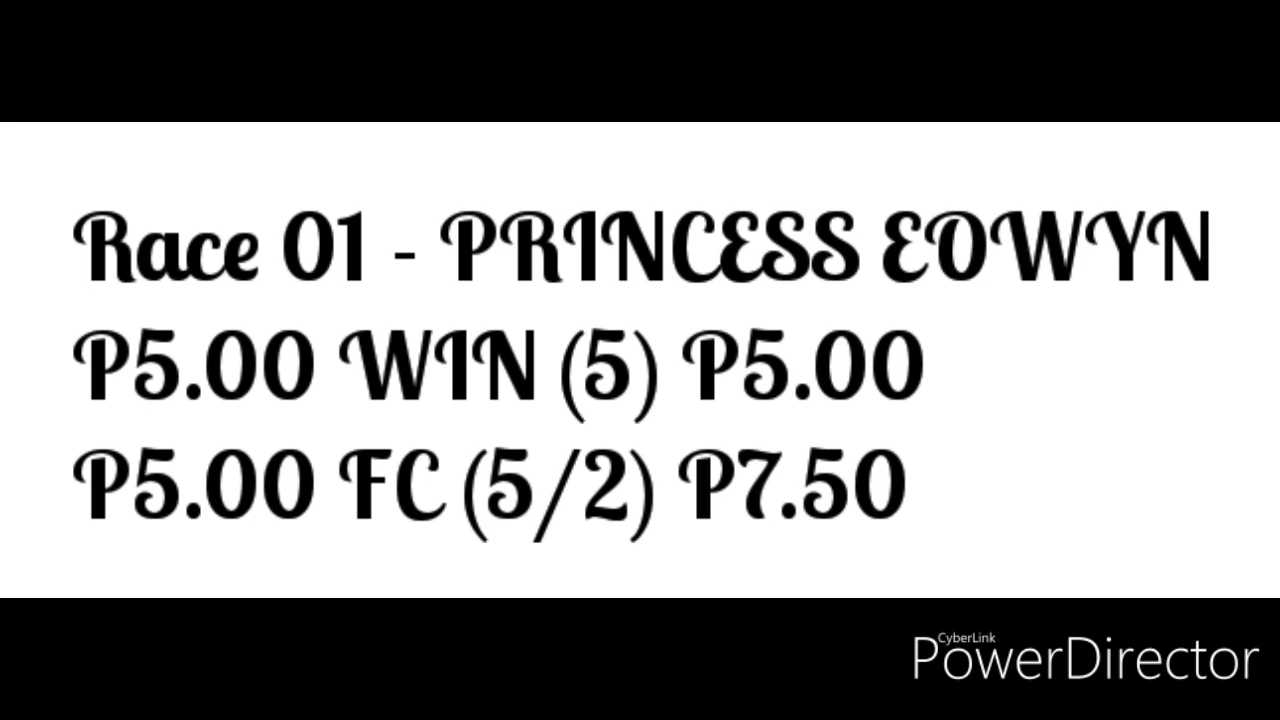 Race 01 - PRINCESS EOWYN
P5.00 WIN (5) P5.00
P5.00 FC (5/2) P7.50
CyberLink
PowerDirector